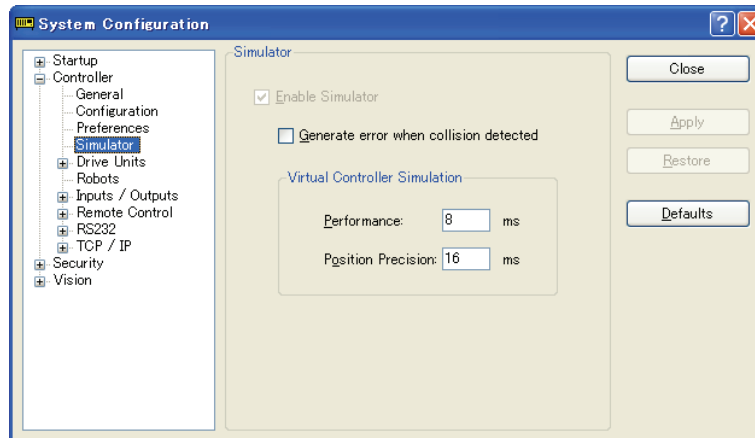 System Configuration
Startup
Controller
General
Configuration
Preferences
Simulator
Drive Units
Robots
Inputs / Outputs
Remote Control
RS232
TCP / IP
Security
Vision
Simulator
Enable Simulator
Generate error when collision detected
Virtual Controller Simulation
Performance: 8 ms
Position Precision: 16 ms
Close
Apply
Restore
Defaults